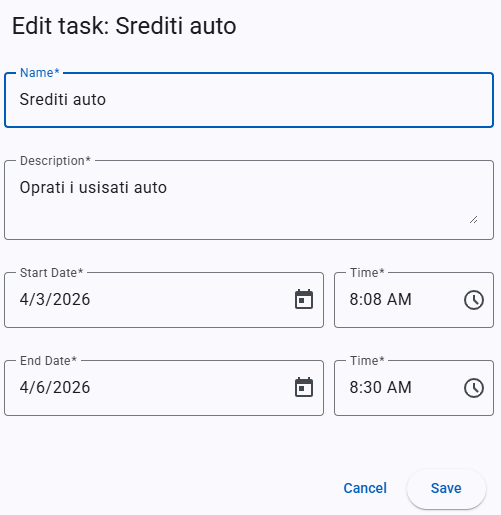 Edit task: Srediti auto
Name*
Srediti auto
Description*
Oprati i usisati auto
Start Date*
Time*
4/3/2026
8:08 AM
End Date*
Time*
4/6/2026
8:30 AM
Cancel
Save